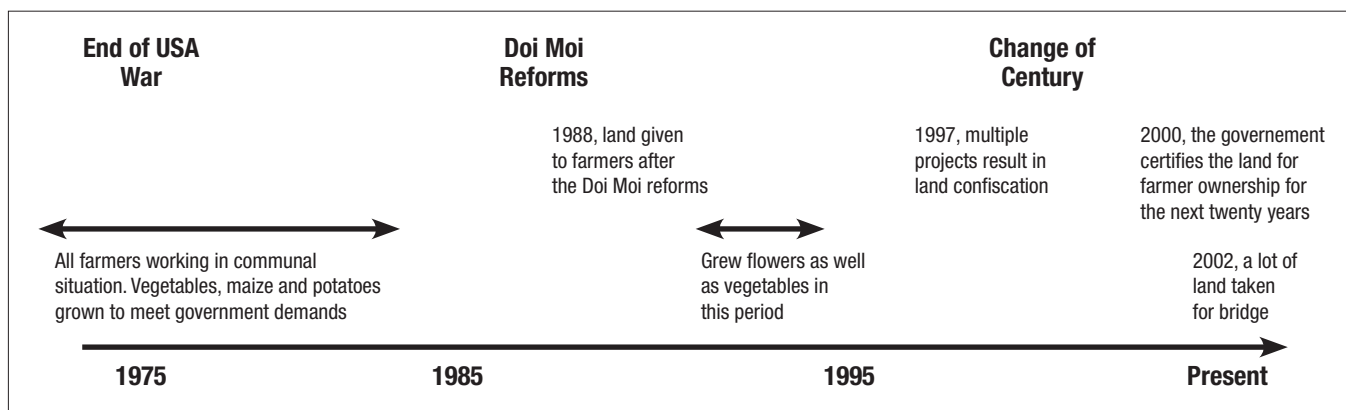 End of USA
War
Doi Moi
Reforms
Change of
Century
1988, land given
to farmers after
the Doi Moi reforms
1997, multiple
projects result in
land confiscation
2000, the governement
certifies the land for
farmer ownership for
the next twenty years
All farmers working in communal
situation. Vegetables, maize and potatoes
grown to meet government demands
Grew flowers as well
as vegetables in
this period
2002, a lot of
land taken
for bridge
1975
1985
1995
Present